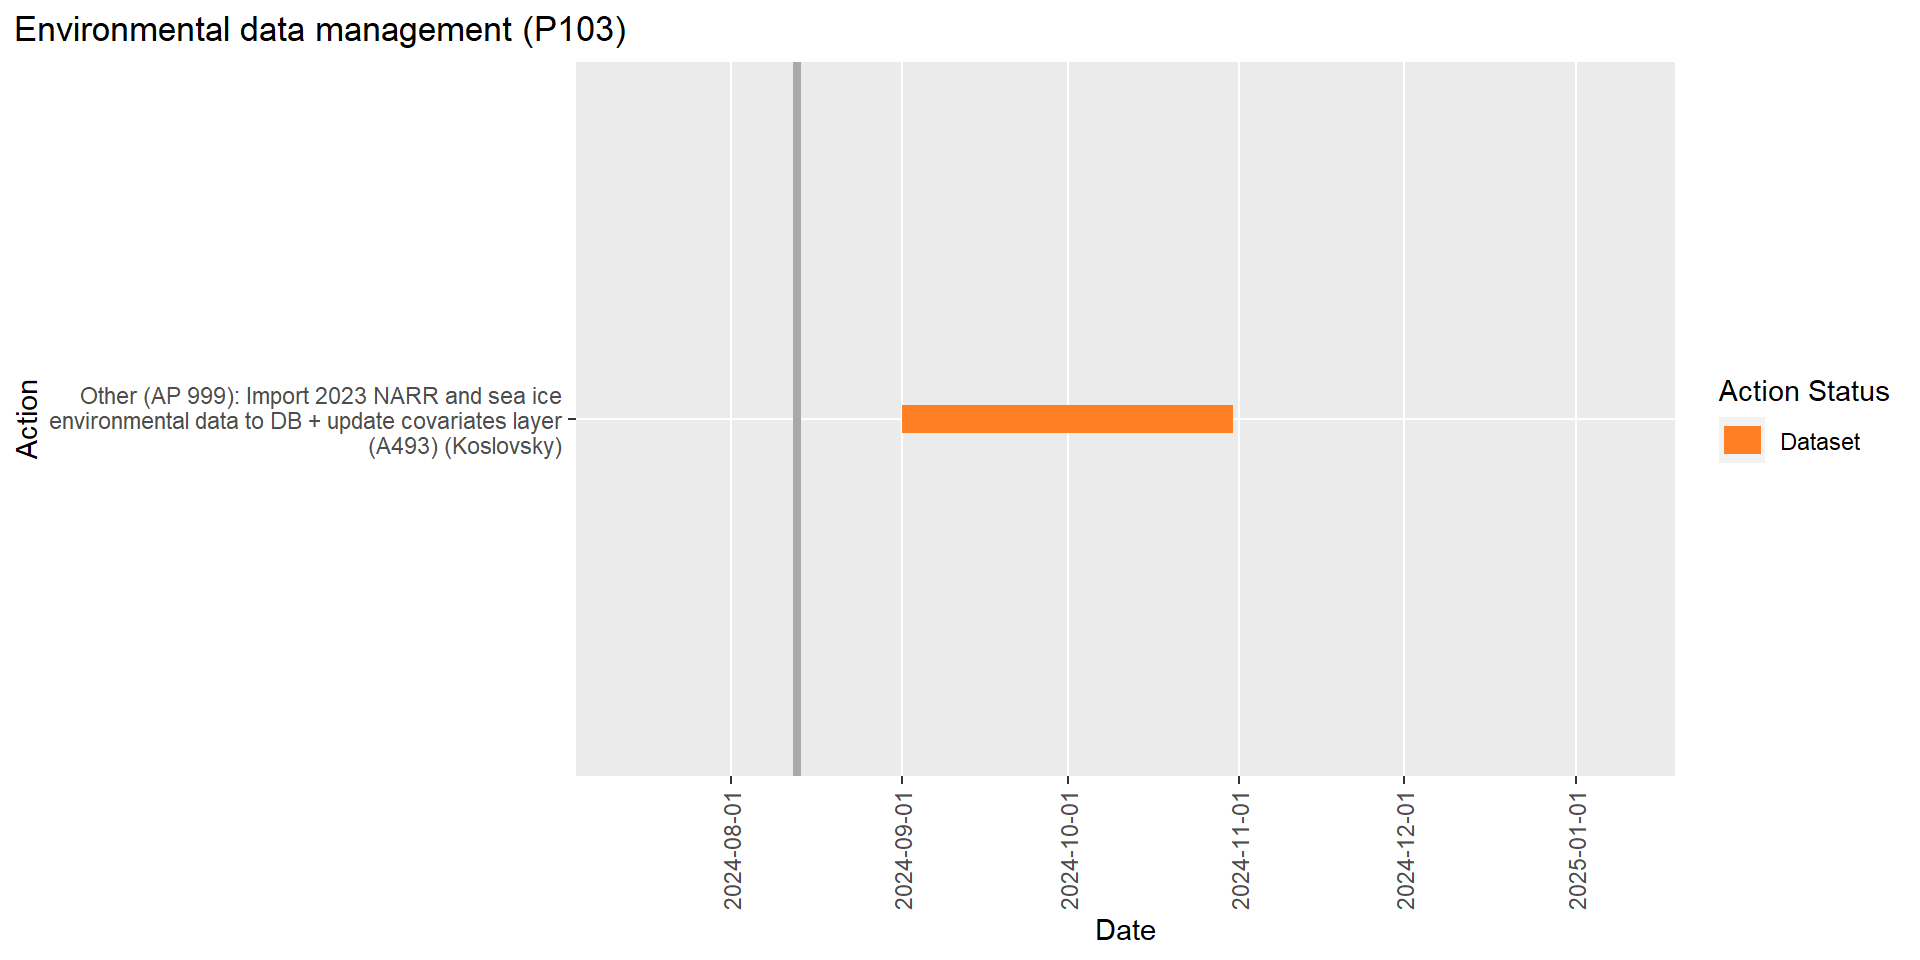 Environmental data management (P103)
Action
Other (AP 999): Import 2023 NARR and sea ice
environmental data to DB + update covariates layer
(A493) (Koslovsky)
Action Status
Dataset
2024-08-01
2024-09-01
2024-10-01
2024-11-01
2024-12-01
2025-01-01
Date